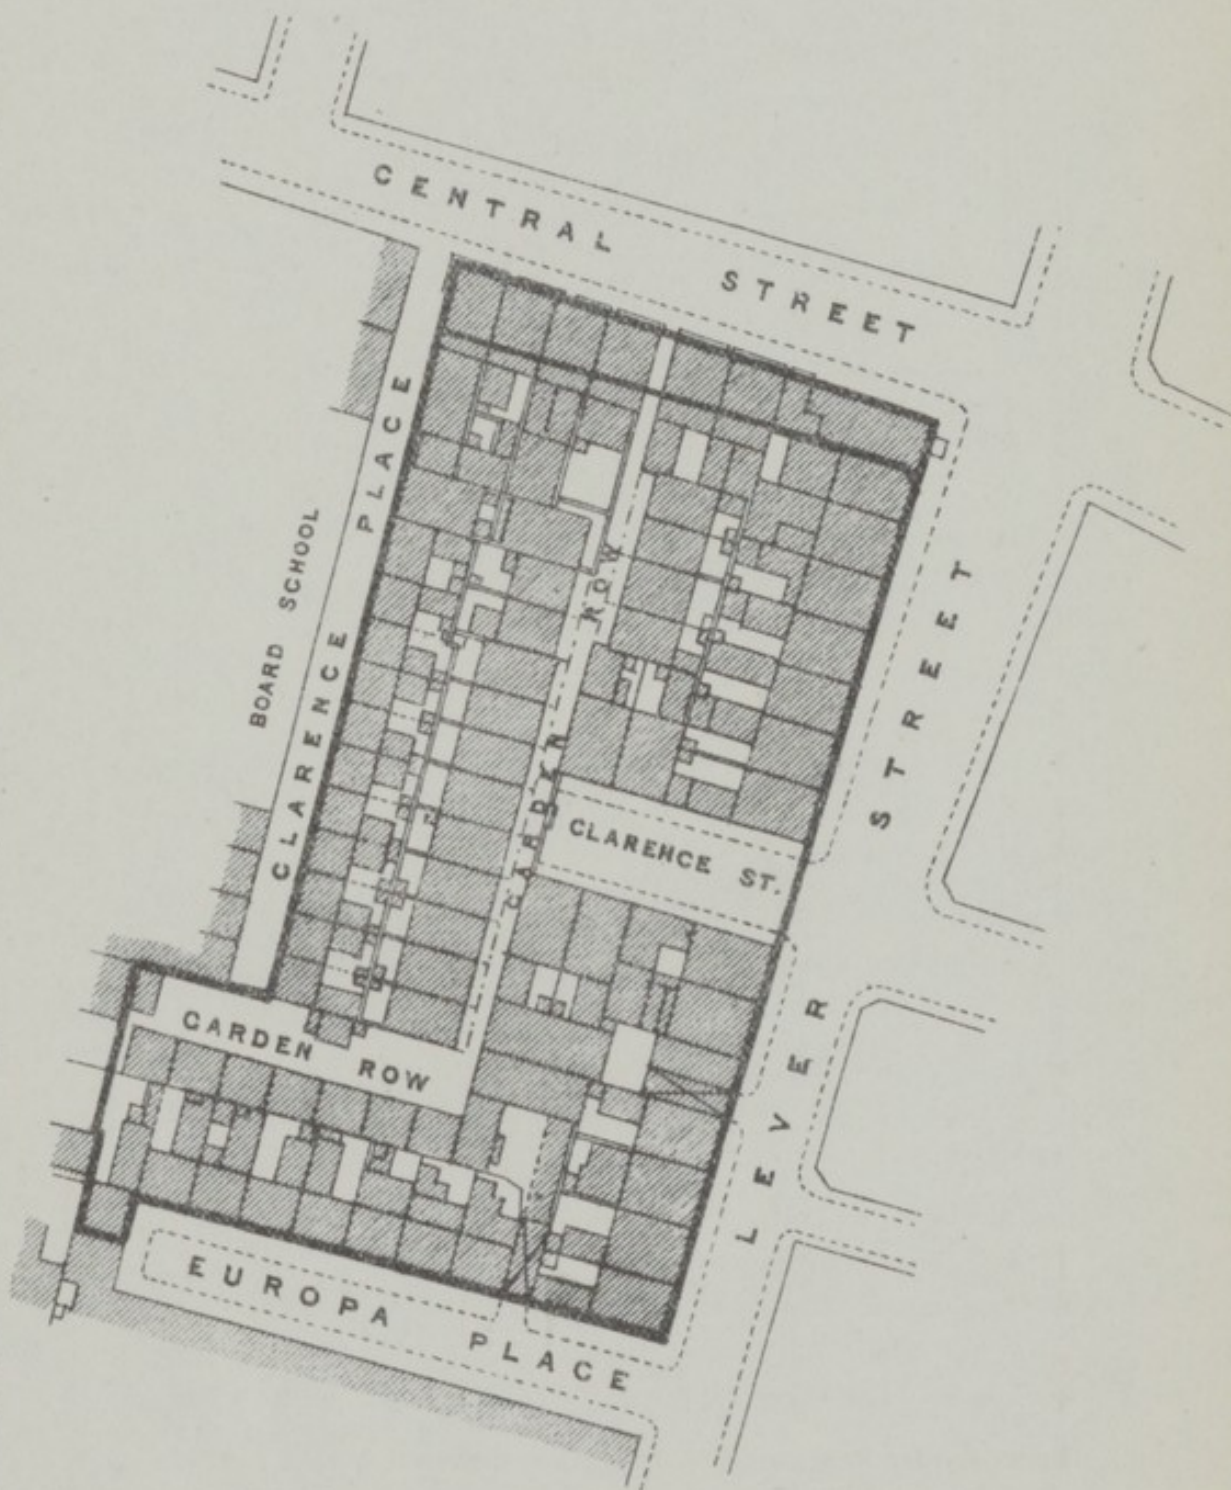 CENTRAL STREET
CLARENCE PLACE
BOARD SCHOOL
GARDEN ROW
CLARENCE ST.
LEVER STREET
GARDEN ROW
EUROPA PLACE